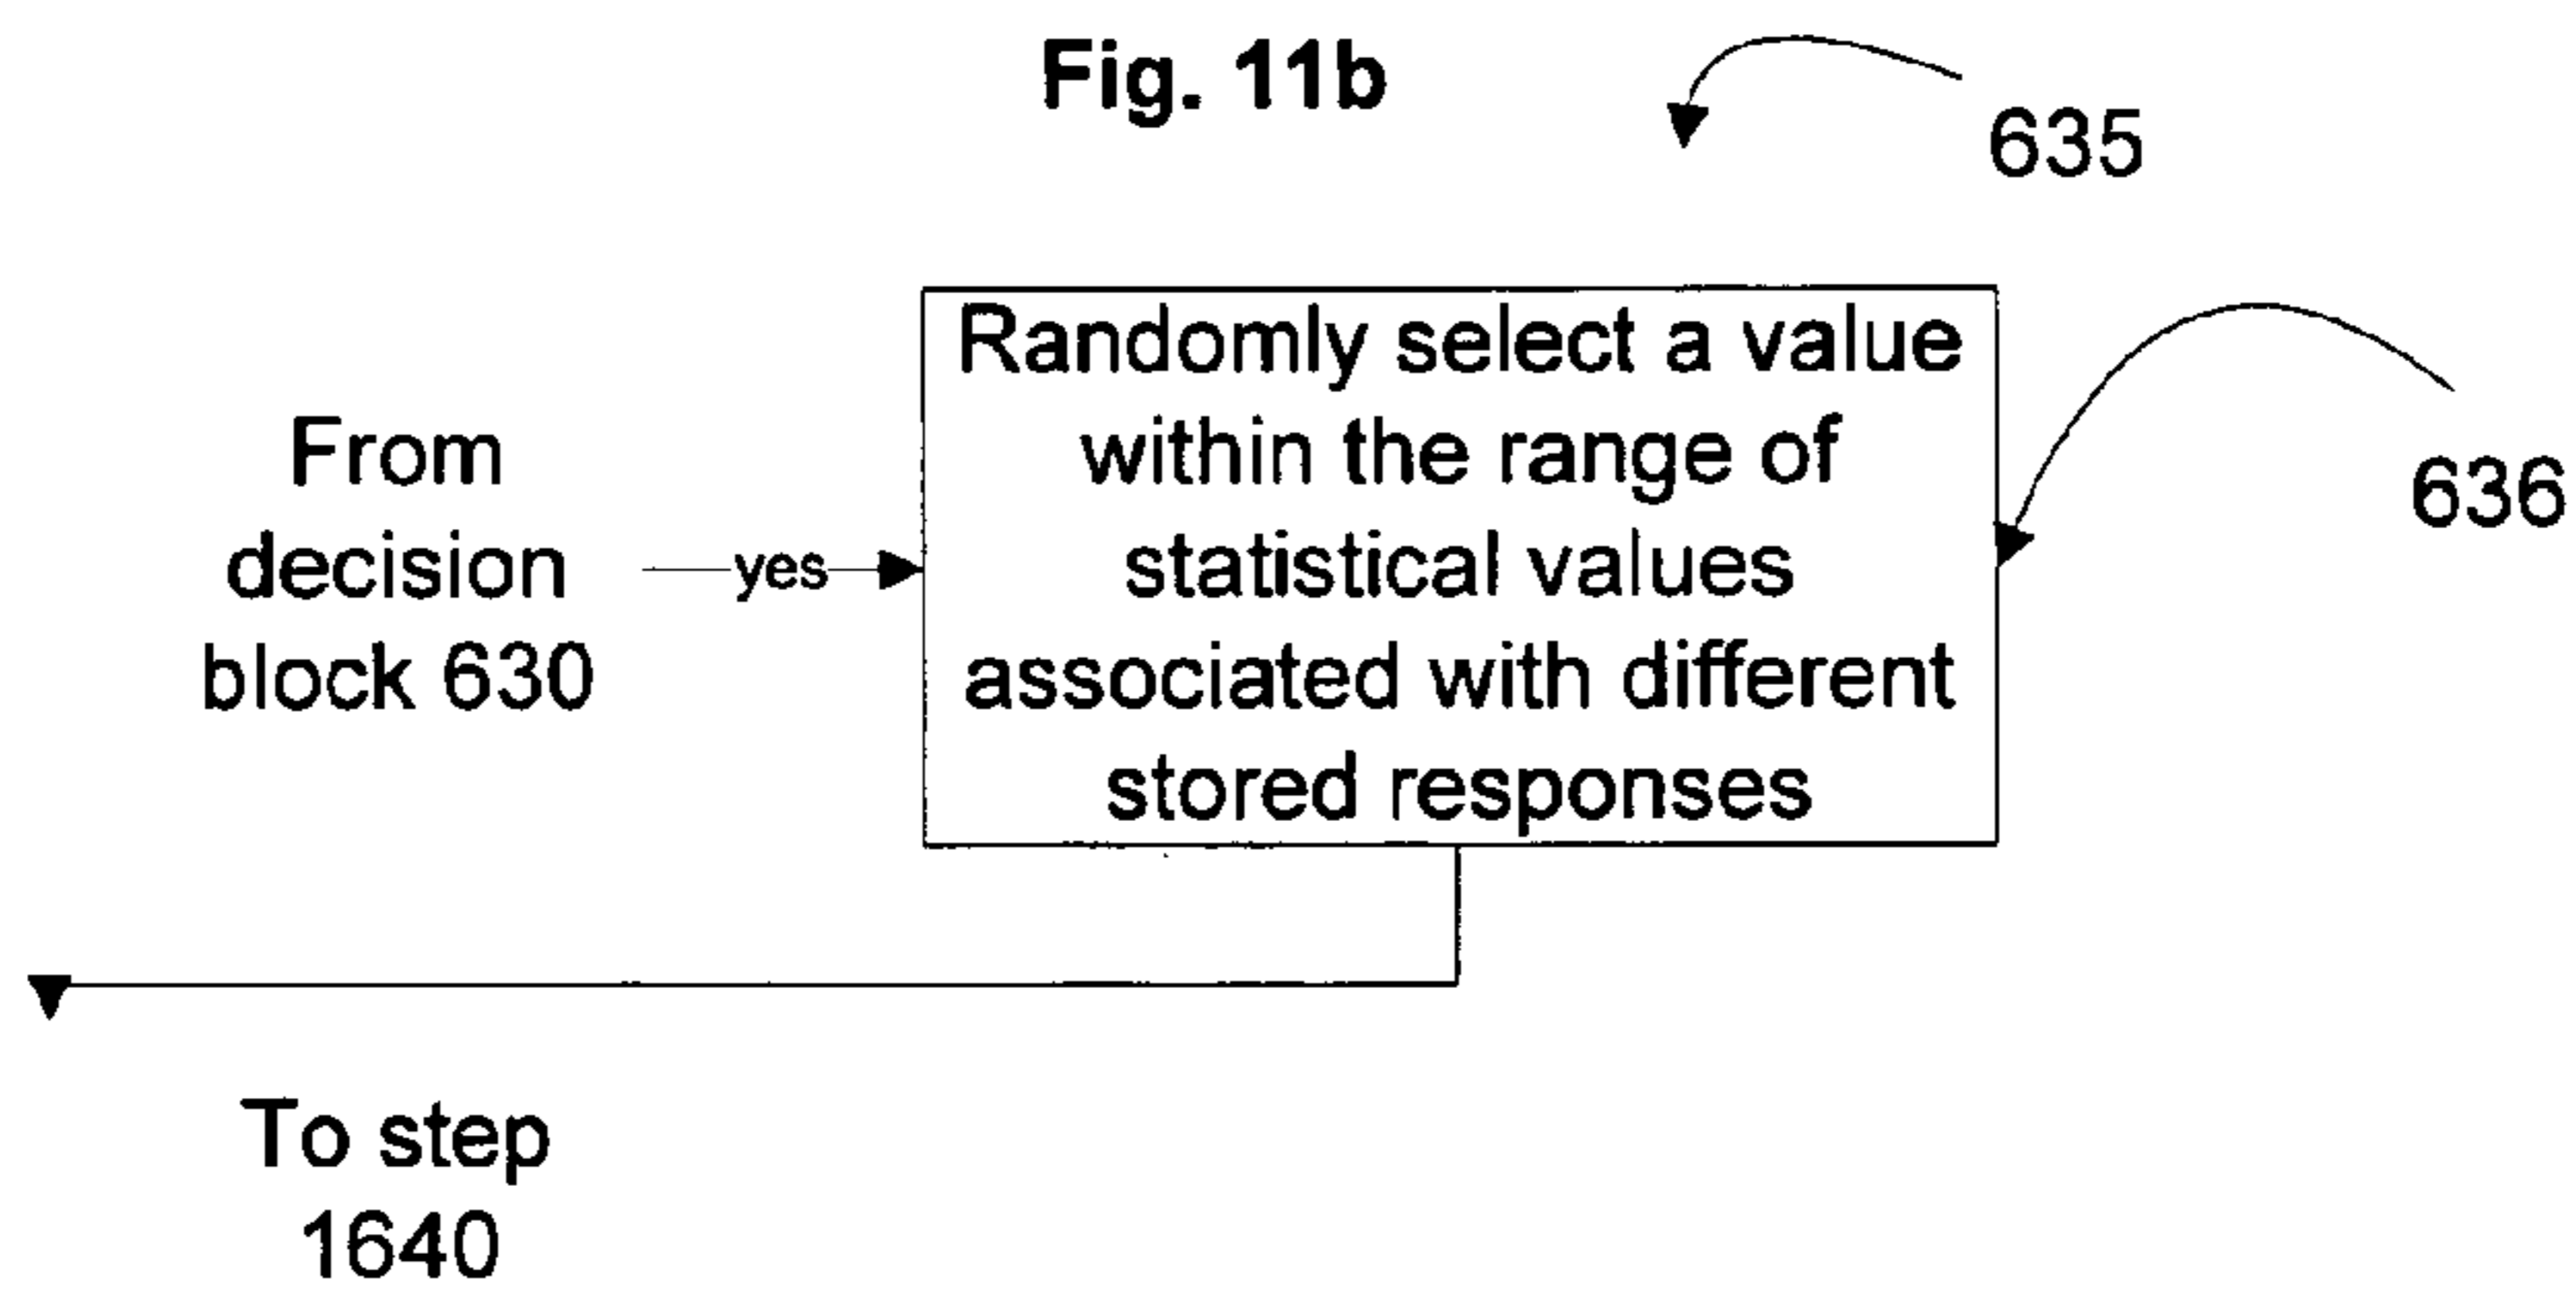 Fig. 11b
635
From
decision
block 630
yes
Randomly select a value
within the range of
statistical values
associated with different
stored responses
636
To step
1640